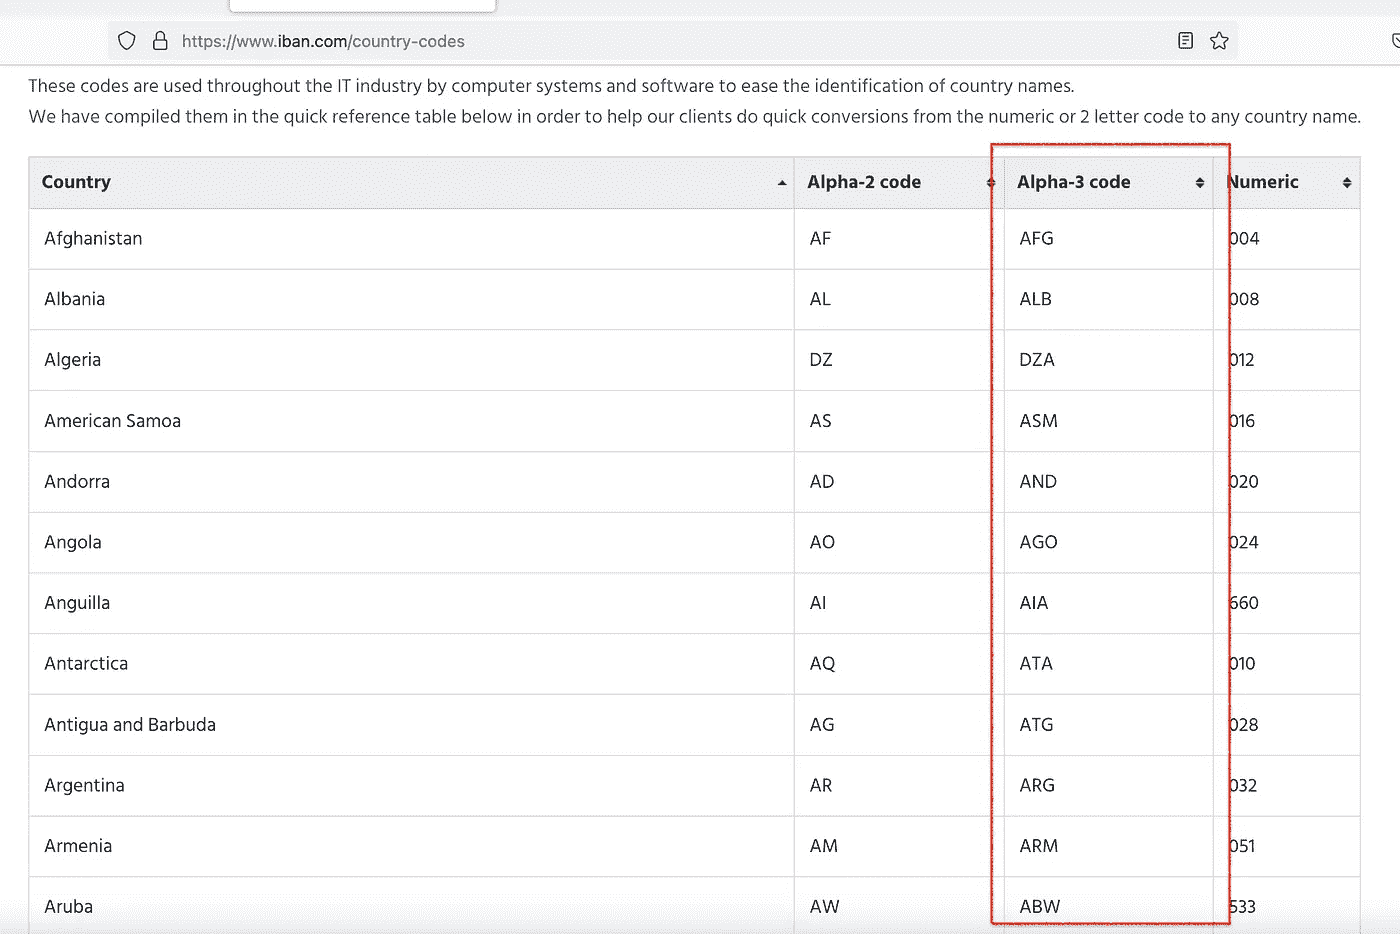 https://www.iban.com/country-codes
These codes are used throughout the IT industry by computer systems and software to ease the identification of country names.
We have compiled them in the quick reference table below in order to help our clients do quick conversions from the numeric or 2 letter code to any country name.
Country Alpha-2 code Alpha-3 code Numeric
Afghanistan AF AFG 004
Albania AL ALB 008
Algeria DZ DZA 012
American Samoa AS ASM 016
Andorra AD AND 020
Angola AO AGO 024
Anguilla AI AIA 660
Antarctica AQ ATA 010
Antigua and Barbuda AG ATG 028
Argentina AR ARG 032
Armenia AM ARM 051
Aruba AW ABW 533